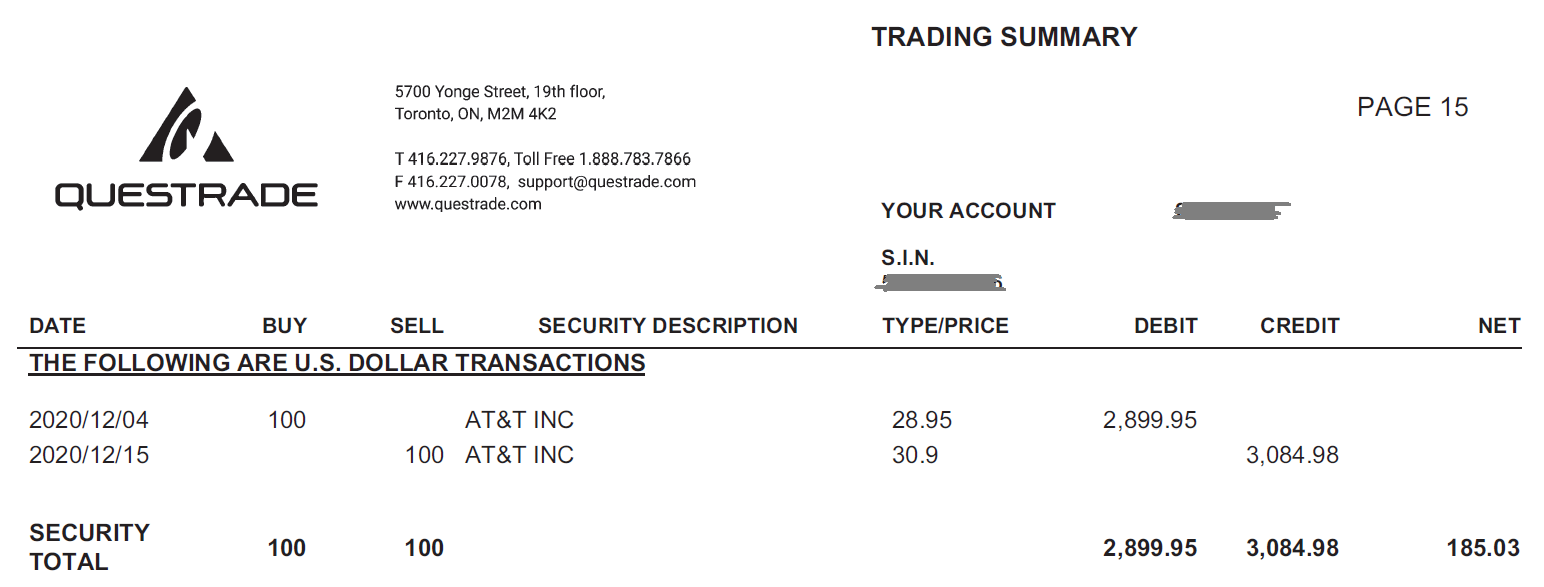 TRADING SUMMARY
5700 Yonge Street, 19th floor,
Toronto, ON, M2M 4K2
PAGE 15
T 416.227.9876, Toll Free 1.888.783.7866
F 416.227.0078, support@questrade.com
www.questrade.com
QUESTRADE
YOUR ACCOUNT
S.I.N.
DATE BUY SELL SECURITY DESCRIPTION TYPE/PRICE DEBIT CREDIT NET
THE FOLLOWING ARE U.S. DOLLAR TRANSACTIONS
2020/12/04 100 AT&T INC 28.95 2,899.95
2020/12/15 100 AT&T INC 30.9 3,084.98
SECURITY
TOTAL 100 100 2,899.95 3,084.98 185.03